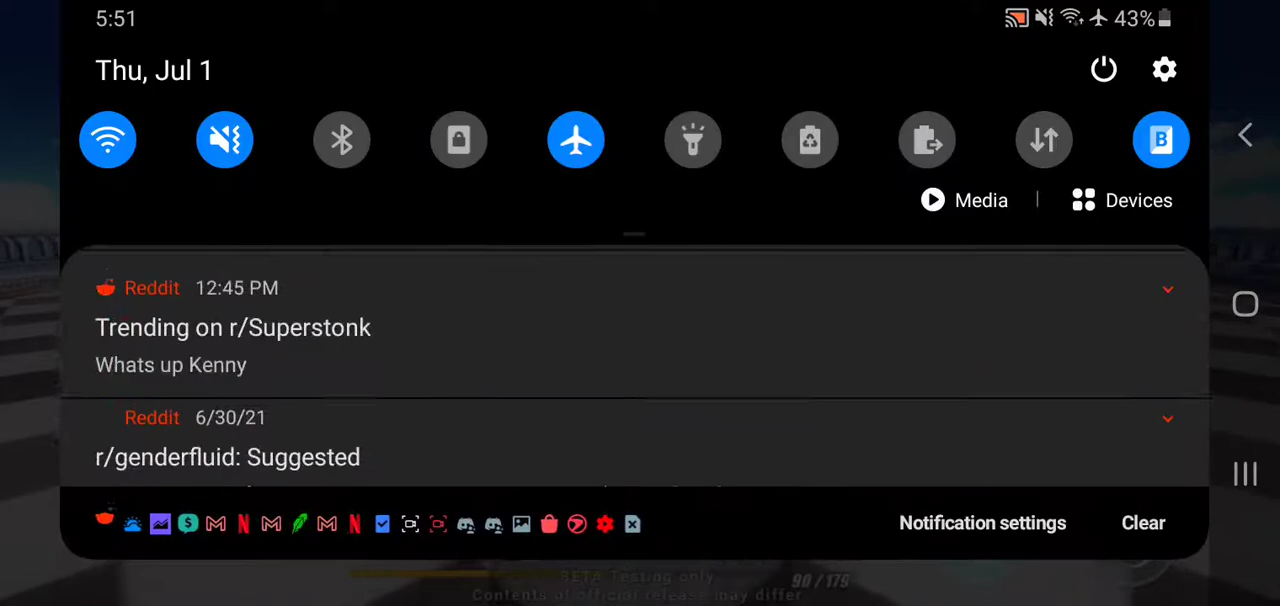 5:51
43%
Thu, Jul 1
B
Media | Devices
Reddit 12:45 PM
Trending on r/Superstonk
Whats up Kenny
Reddit 6/30/21
r/genderfluid: Suggested
Notification settings Clear
BETA Testing only 90 / 179
Contents of official release may differ